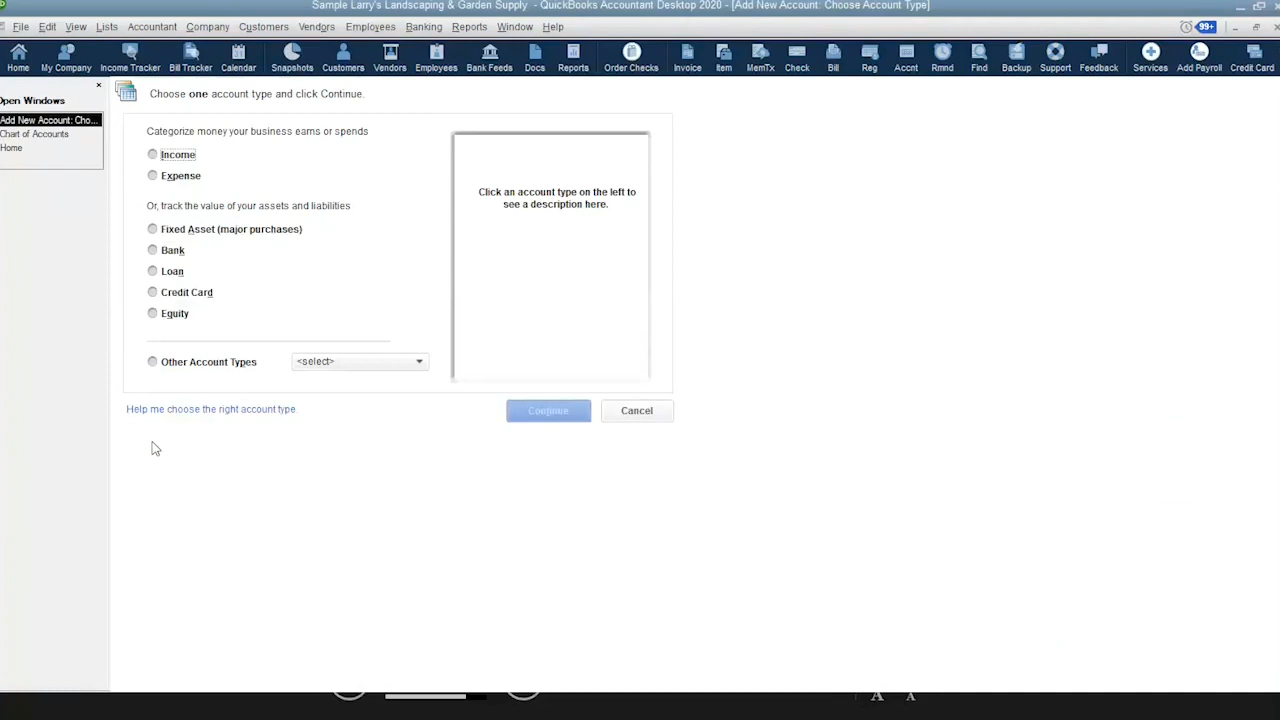 Sample Larry's Landscaping & Garden Supply - QuickBooks Accountant Desktop 2020 - [Add New Account: Choose Account Type]
File Edit View Lists Accountant Company Customers Vendors Employees Banking Reports Window Help
99+
Home My Company Income Tracker Bill Tracker Calendar Snapshots Customers Vendors Employees Bank Feeds Docs Reports Order Checks Invoice Item MemTx Check Bill Reg Accnt Rmnd Find Backup Support Feedback Services Add Payroll Credit Card
Open Windows
Add New Account: Cho...
Chart of Accounts
Home
Choose one account type and click Continue.
Categorize money your business earns or spends
Income
Expense
Or, track the value of your assets and liabilities
Fixed Asset (major purchases)
Bank
Loan
Credit Card
Equity
Other Account Types <select>
Click an account type on the left to
see a description here.
Help me choose the right account type.
Continue Cancel
A A